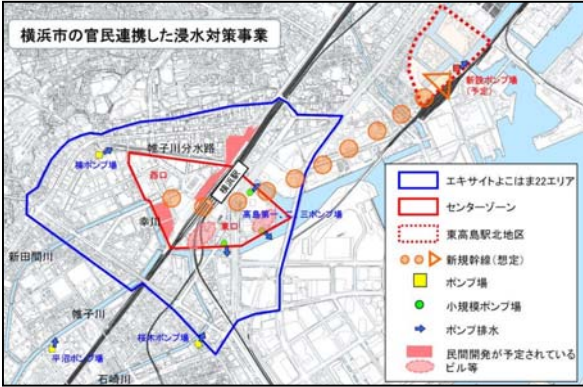 横浜市の官民連携した浸水対策事業
新設ポンプ場
(予定)
帷子川分水路
楠ポンプ場
西口
横浜駅
高島第一、二、三ポンプ場
東口
幸川
新田間川
帷子川
桜木ポンプ場
平沼ポンプ場
石崎川
エキサイトよこはま22エリア
センターゾーン
東高島駅北地区
新規幹線(想定)
ポンプ場
小規模ポンプ場
ポンプ排水
民間開発が予定されている
ビル等